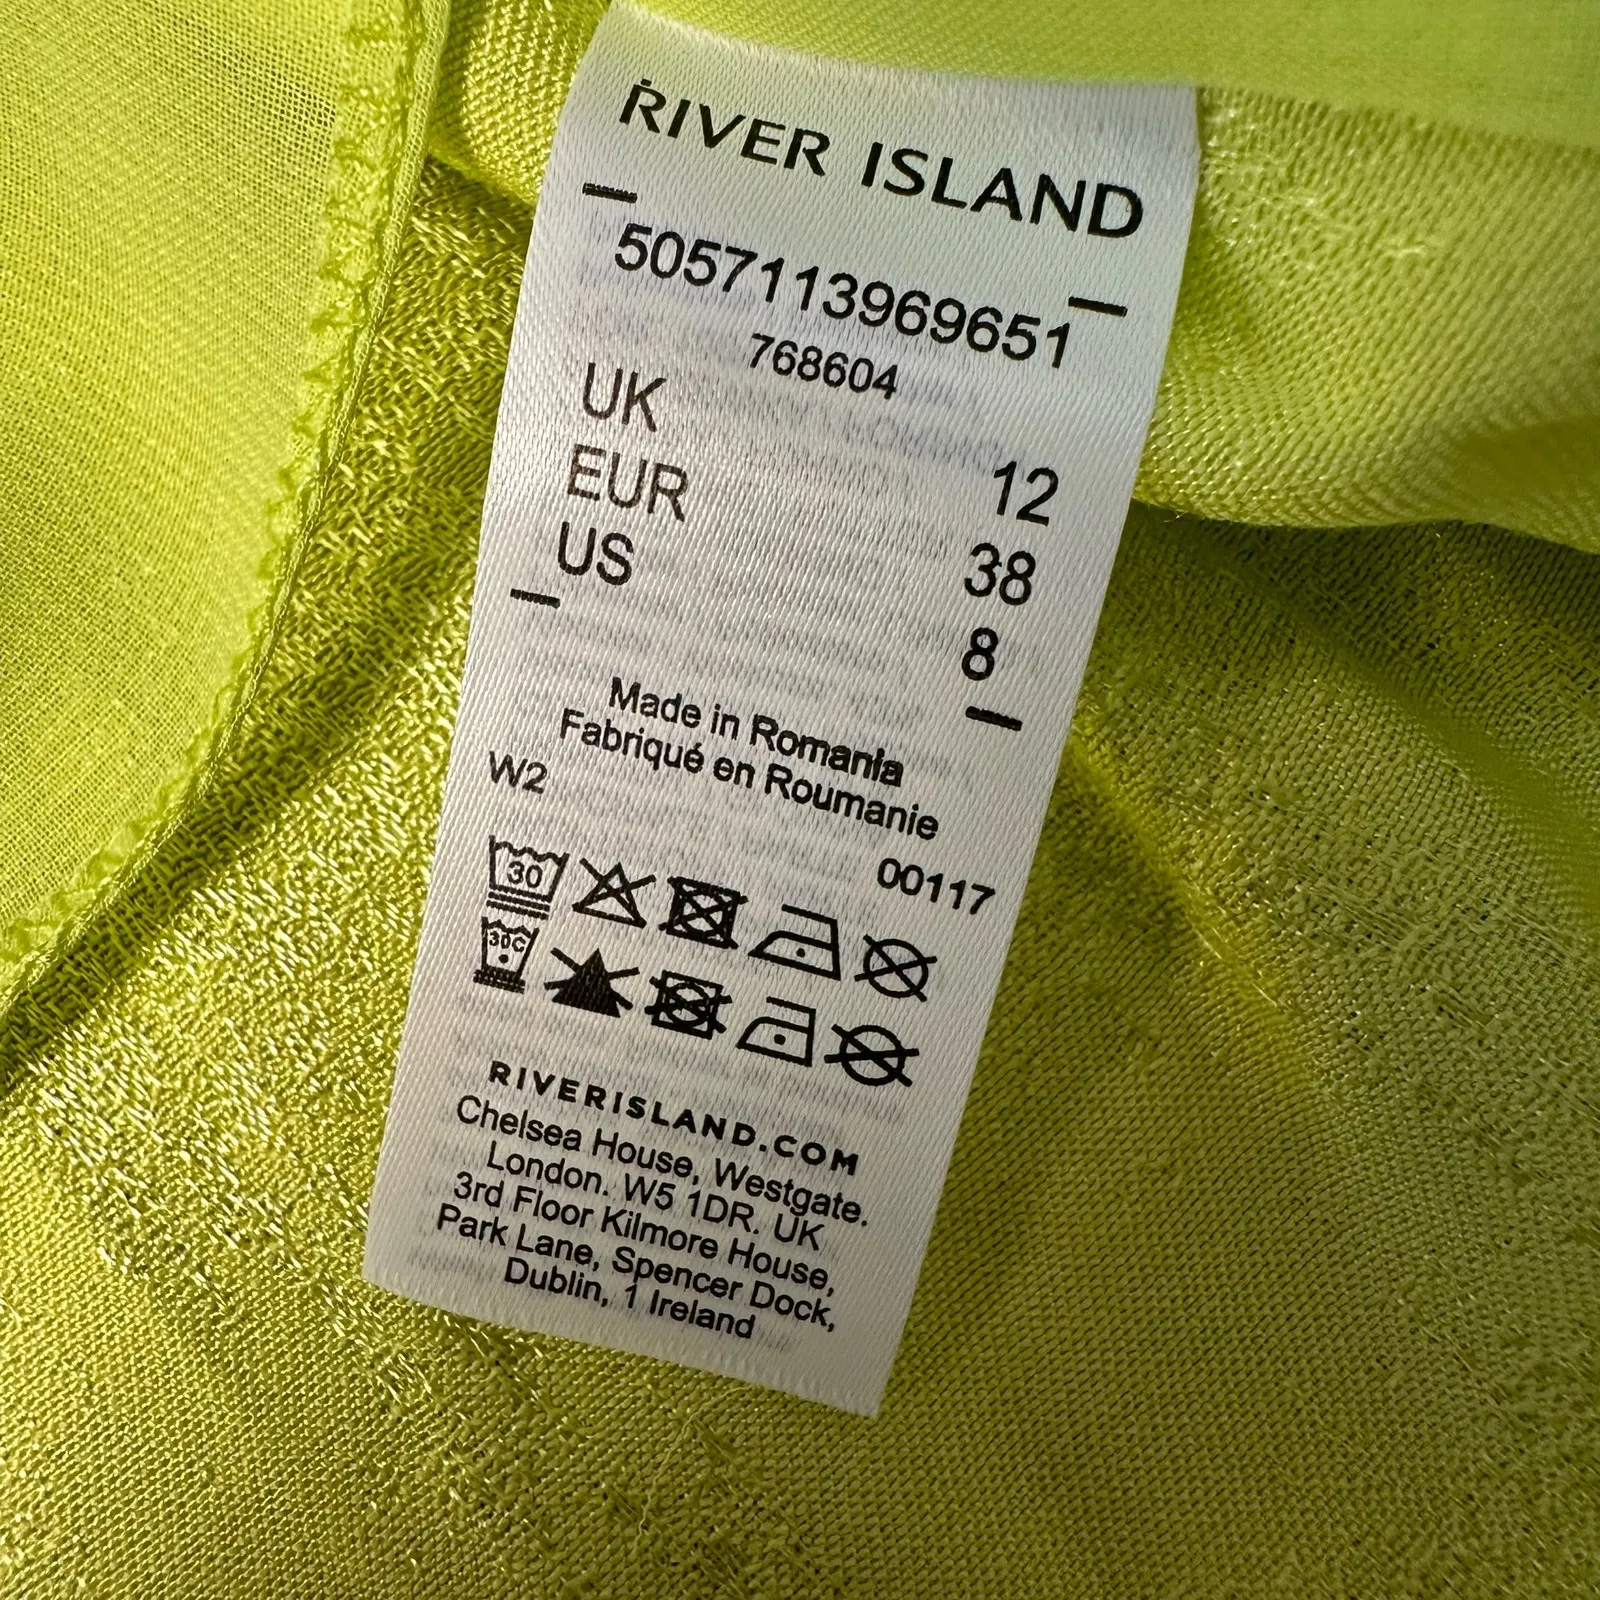 RIVER ISLAND
5057113969651
768604
UK 12
EUR 38
US 8
Made in Romania
Fabriqué en Roumanie
W2
00117
30
30C
RIVERISLAND.COM
Chelsea House, Westgate.
London. W5 1DR. UK
3rd Floor Kilmore House,
Park Lane, Spencer Dock,
Dublin, 1 Ireland